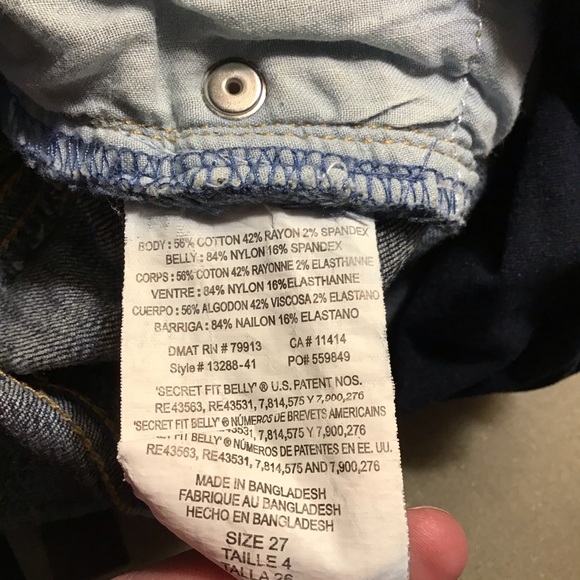 BODY : 56% COTTON 42% RAYON 2% SPANDEX
BELLY : 84% NYLON 16% SPANDEX
CORPS : 56% COTON 42% RAYONNE 2% ELASTHANNE
VENTRE : 84% NYLON 16%ELASTHANNE
CUERPO : 56% ALGODON 42% VISCOSA 2% ELASTANO
BARRIGA : 84% NAILON 16% ELASTANO
DMAT RN # 79913 CA # 11414
Style # 13288-41 PO# 559849
'SECRET FIT BELLY' ® U.S. PATENT NOS.
RE43563, RE43531, 7,814,575 Y 7,900,276
'SECRET FIT BELLY' ® NÚMEROS DE BREVETS AMERICAINS
43531, 7,814,575 Y 7,900,276
FIT BELLY' ® NÚMEROS DE PATENTES EN EE. UU.
RE43563, RE43531, 7,814,575 AND 7,900,276
MADE IN BANGLADESH
FABRIQUE AU BANGLADESH
HECHO EN BANGLADESH
SIZE 27
TAILLE 4
TALLA 26